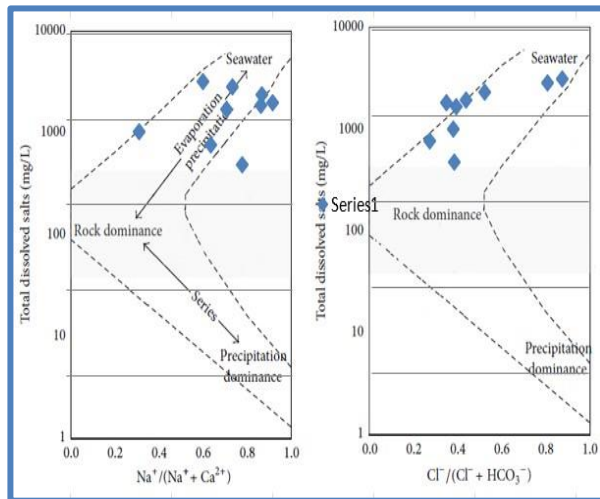 10000
1000
100
10
1
Total dissolved salts (mg/L)
Seawater
Evaporation
precipitation
Rock dominance
Series
Precipitation
dominance
0.0 0.2 0.4 0.6 0.8 1.0
Na⁺/(Na⁺ + Ca²⁺)
10000
1000
100
10
1
Total dissolved salts (mg/L)
Seawater
Series1
Rock dominance
Precipitation
dominance
0.0 0.2 0.4 0.6 0.8 1.0
Cl⁻/(Cl⁻ + HCO₃⁻)